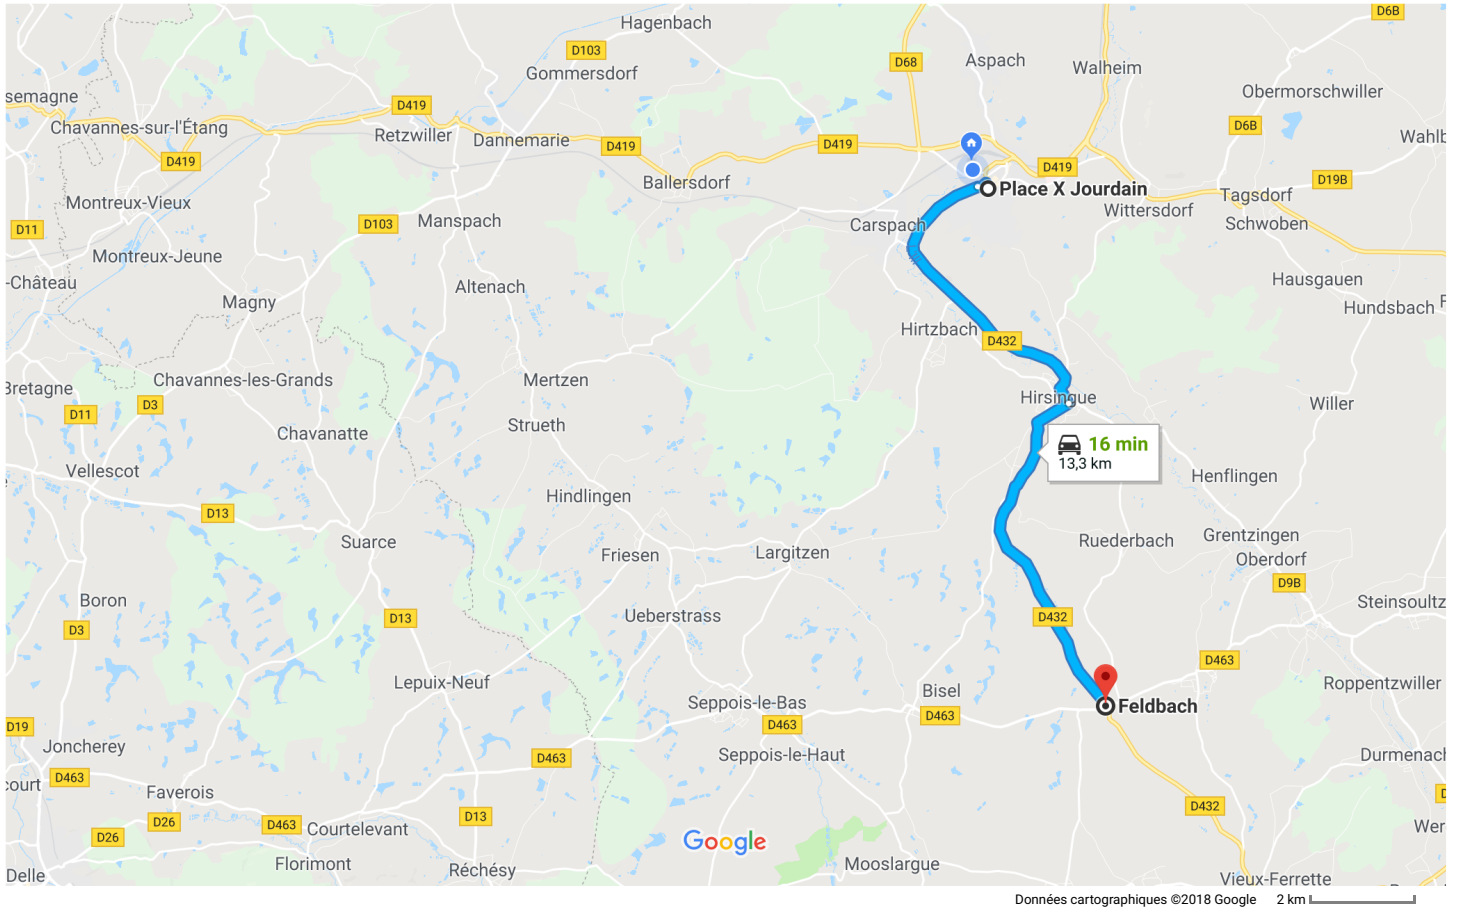 Hagenbach
D6B
D103
Gommersdorf
D68
Aspach
Walheim
Obermorschwiller
semagne
D419
Chavannes-sur-l'Étang
Retzwiller
Dannemarie
D419
D419
D6B
Wahlb
D419
Ballersdorf
D419
Place X Jourdain
D19B
Tagsdorf
Montreux-Vieux
Wittersdorf
Schwoben
D11
D103
Manspach
Carspach
Montreux-Jeune
-Château
Altenach
Hausgauen
Magny
Hundsbach
F
Hirtzbach
D432
Bretagne
Chavannes-les-Grands
Mertzen
D11
D3
Hirsingue
Willer
Chavanatte
Strueth
16 min
13,3 km
Vellescot
Hindlingen
Henflingen
D13
Suarce
Friesen
Largitzen
Ruederbach
Grentzingen
Oberdorf
D9B
Boron
D3
D13
Ueberstrass
D432
Steinsoultz
D463
Lepuix-Neuf
Roppentzwiller
Bisel
Seppois-le-Bas
Feldbach
D19
D463
D463
Joncherey
D463
Seppois-le-Haut
Durmenach
court
D463
Faverois
D432
D
D26
D26
D463
Courtelevant
D13
Wer
Google
Delle
Florimont
Réchésy
Mooslargue
Vieux-Ferrette
Données cartographiques ©2018 Google 2 km